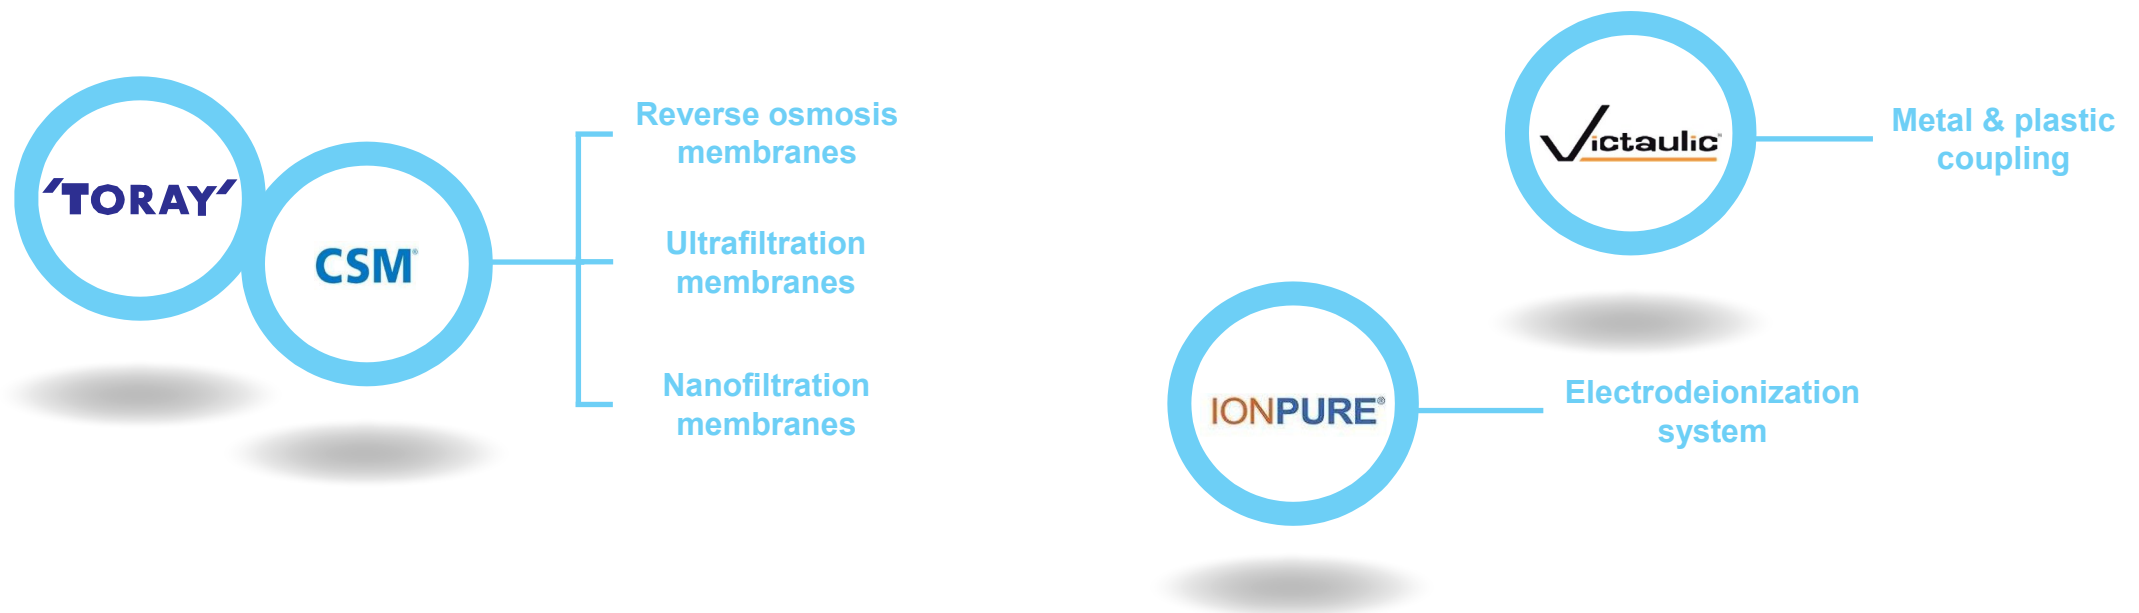 'TORAY'
CSM®
Reverse osmosis
membranes
Ultrafiltration
membranes
Nanofiltration
membranes
Victaulic
Metal & plastic
coupling
IONPURE®
Electrodeionization
system